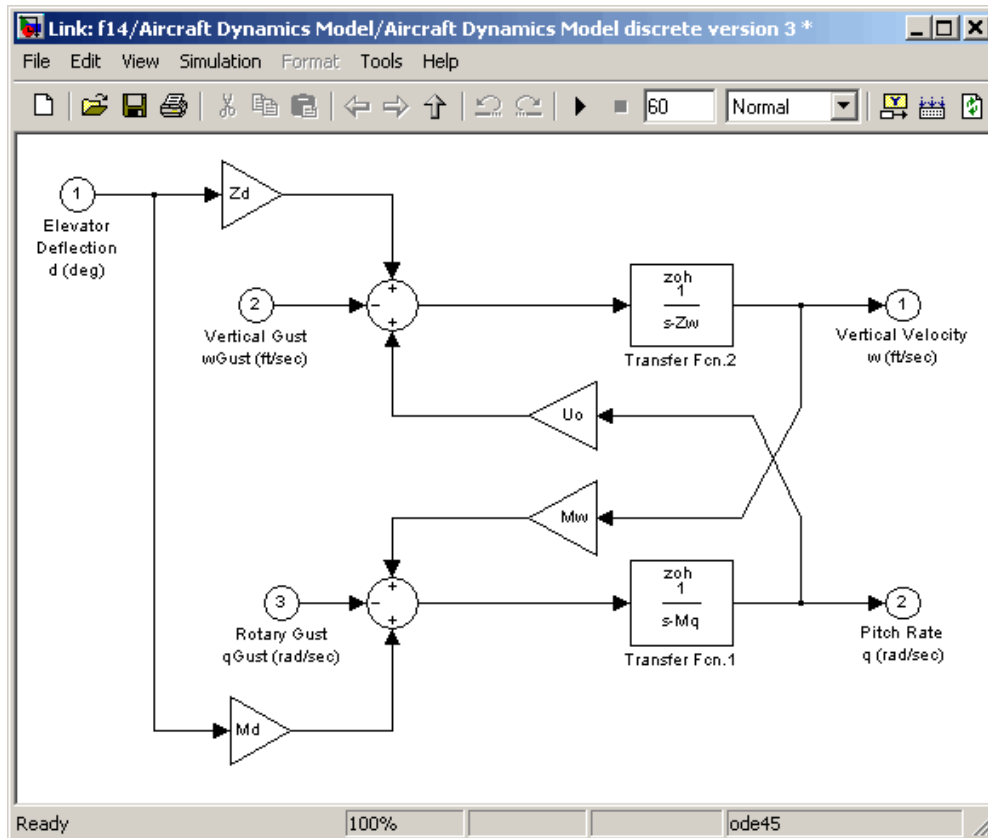 Link: f14/Aircraft Dynamics Model/Aircraft Dynamics Model discrete version 3 *
File Edit View Simulation Format Tools Help
60 Normal
1
Elevator
Deflection
d (deg)
Zd
2
Vertical Gust
wGust (ft/sec)
+
−
+
zoh
1
s-Zw
Transfer Fcn.2
1
Vertical Velocity
w (ft/sec)
Uo
Mw
3
Rotary Gust
qGust (rad/sec)
+
−
+
zoh
1
s-Mq
Transfer Fcn.1
2
Pitch Rate
q (rad/sec)
Md
Ready 100% ode45